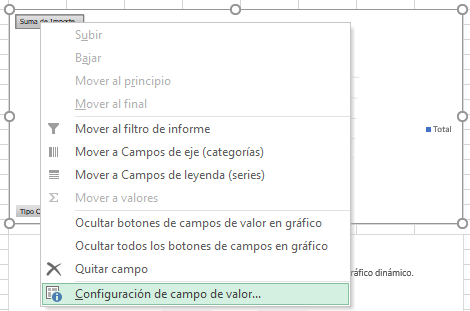 Suma de Importe
Subir
Bajar
Mover al principio
Mover al final
Mover al filtro de informe
Mover a Campos de eje (categorías)
Total
Mover a Campos de leyenda (series)
Mover a valores
Tipo C
Ocultar botones de campos de valor en gráfico
Ocultar todos los botones de campos en gráfico
Quitar campo
ráfico dinámico.
Configuración de campo de valor...